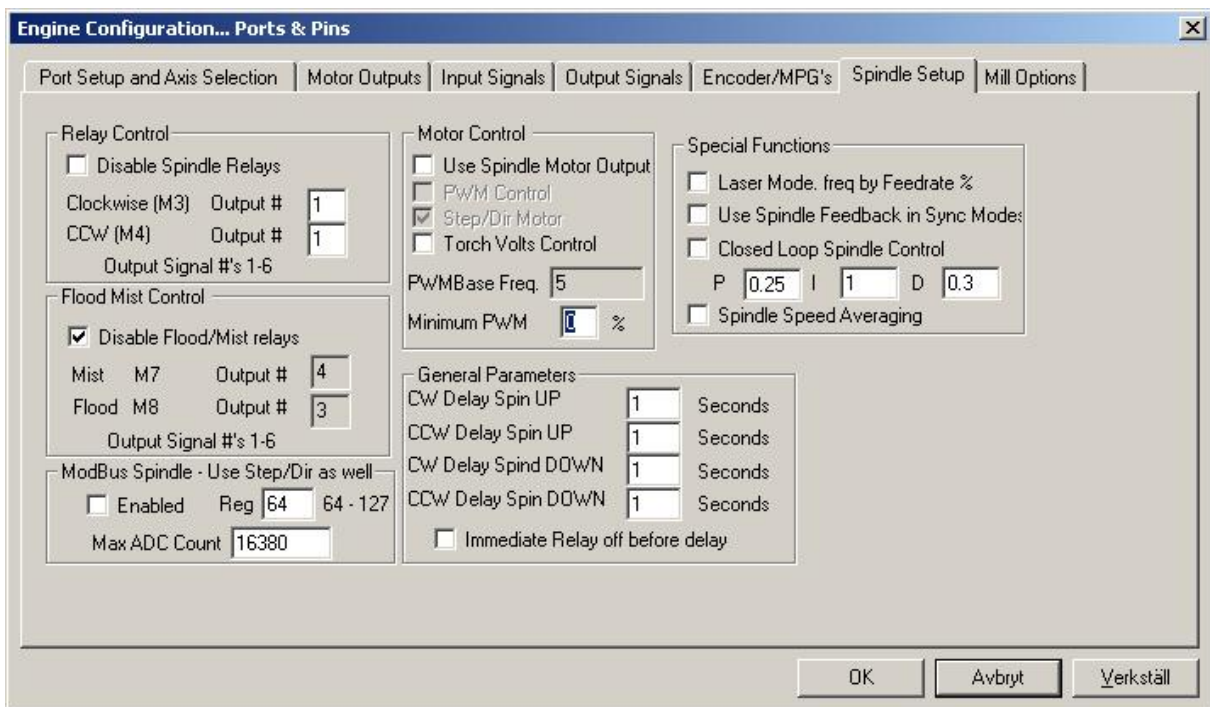 Engine Configuration... Ports & Pins
Port Setup and Axis Selection
Motor Outputs
Input Signals
Output Signals
Encoder/MPG's
Spindle Setup
Mill Options
Relay Control
Disable Spindle Relays
Clockwise (M3) Output # 1
CCW (M4) Output # 1
Output Signal #'s 1-6
Flood Mist Control
Disable Flood/Mist relays
Mist M7 Output # 4
Flood M8 Output # 3
Output Signal #'s 1-6
ModBus Spindle - Use Step/Dir as well
Enabled Reg 64 64 - 127
Max ADC Count 16380
Motor Control
Use Spindle Motor Output
PWM Control
Step/Dir Motor
Torch Volts Control
PWMBase Freq. 5
Minimum PWM 0 %
General Parameters
CW Delay Spin UP 1 Seconds
CCW Delay Spin UP 1 Seconds
CW Delay Spind DOWN 1 Seconds
CCW Delay Spin DOWN 1 Seconds
Immediate Relay off before delay
Special Functions
Laser Mode. freq by Feedrate %
Use Spindle Feedback in Sync Modes
Closed Loop Spindle Control
P 0.25 I 1 D 0.3
Spindle Speed Averaging
OK
Avbryt
Verkställ